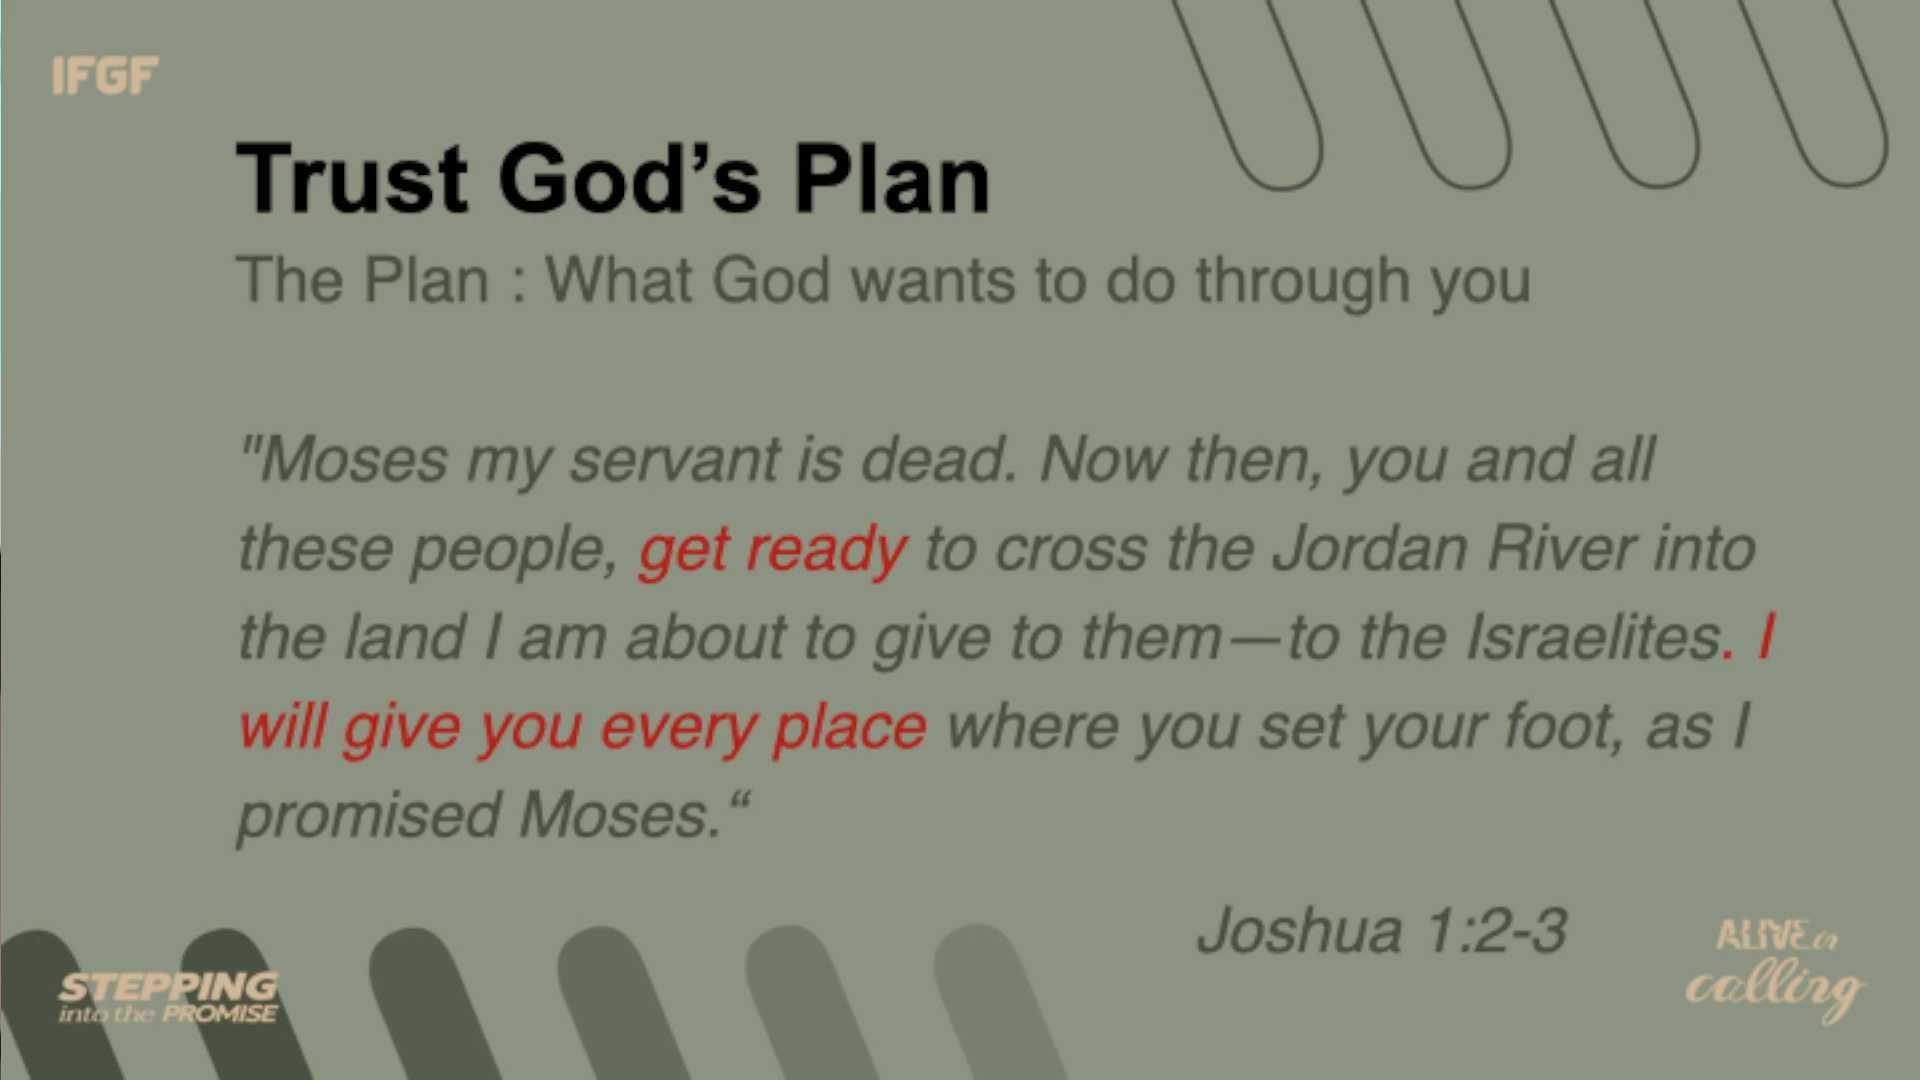 IFGF
Trust God’s Plan
The Plan : What God wants to do through you
"Moses my servant is dead. Now then, you and all
these people, get ready to cross the Jordan River into
the land I am about to give to them—to the Israelites. I
will give you every place where you set your foot, as I
promised Moses.“
Joshua 1:2-3
STEPPING
into the PROMISE
ALIVE in
calling